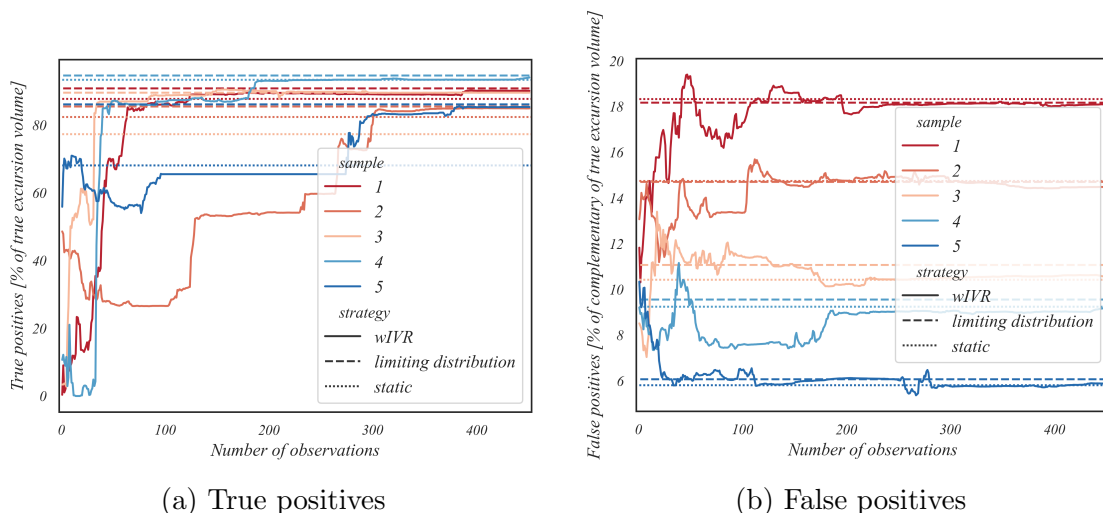 True positives [% of true excursion volume]
80
60
40
20
0
0
100
200
300
400
Number of observations
sample
1
2
3
4
5
strategy
wIVR
limiting distribution
static
(a) True positives
False positives [% of complementary of true excursion volume]
20
18
16
14
12
10
8
6
0
100
200
300
400
Number of observations
sample
1
2
3
4
5
strategy
wIVR
limiting distribution
static
(b) False positives